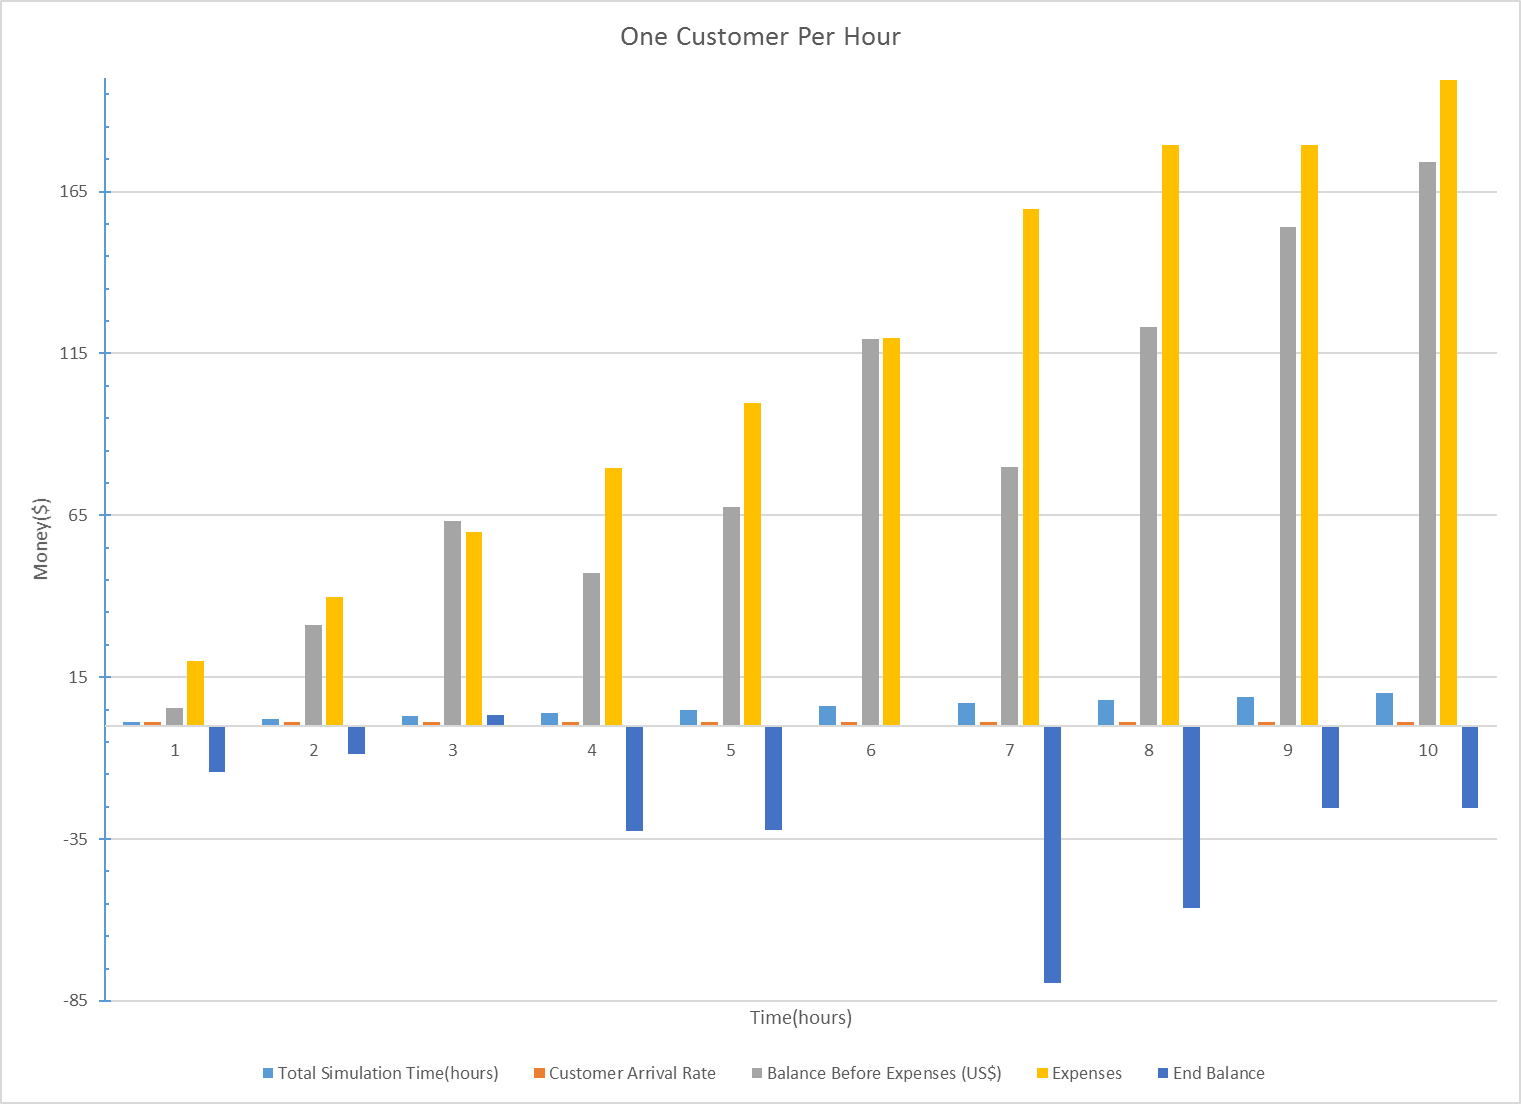 One Customer Per Hour
165
115
65
15
-35
-85
Money($)
1 2 3 4 5 6 7 8 9 10
Time(hours)
Total Simulation Time(hours) Customer Arrival Rate Balance Before Expenses (US$) Expenses End Balance